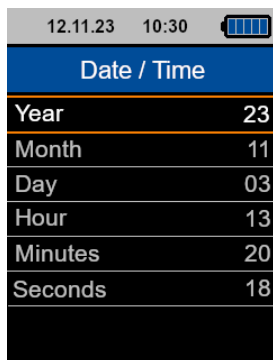 12.11.23 10:30
Date / Time
Year 23
Month 11
Day 03
Hour 13
Minutes 20
Seconds 18